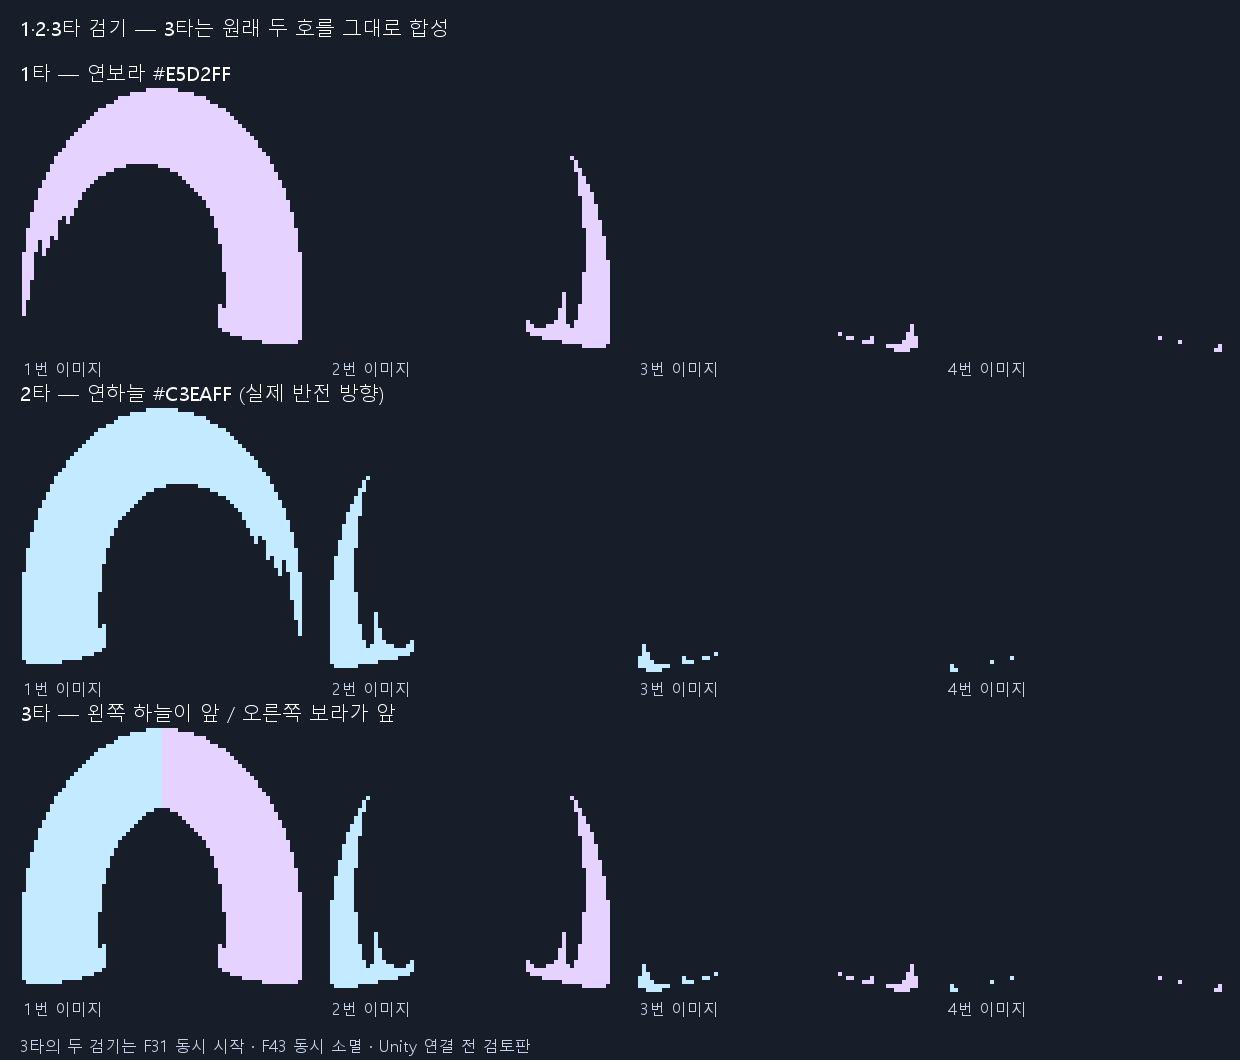 1·2·3타 검기 — 3타는 원래 두 호를 그대로 합성
1타 — 연보라 #E5D2FF
1번 이미지 2번 이미지 3번 이미지 4번 이미지
2타 — 연하늘 #C3EAFF (실제 반전 방향)
1번 이미지 2번 이미지 3번 이미지 4번 이미지
3타 — 왼쪽 하늘이 앞 / 오른쪽 보라가 앞
1번 이미지 2번 이미지 3번 이미지 4번 이미지
3타의 두 검기는 F31 동시 시작 · F43 동시 소멸 · Unity 연결 전 검토판